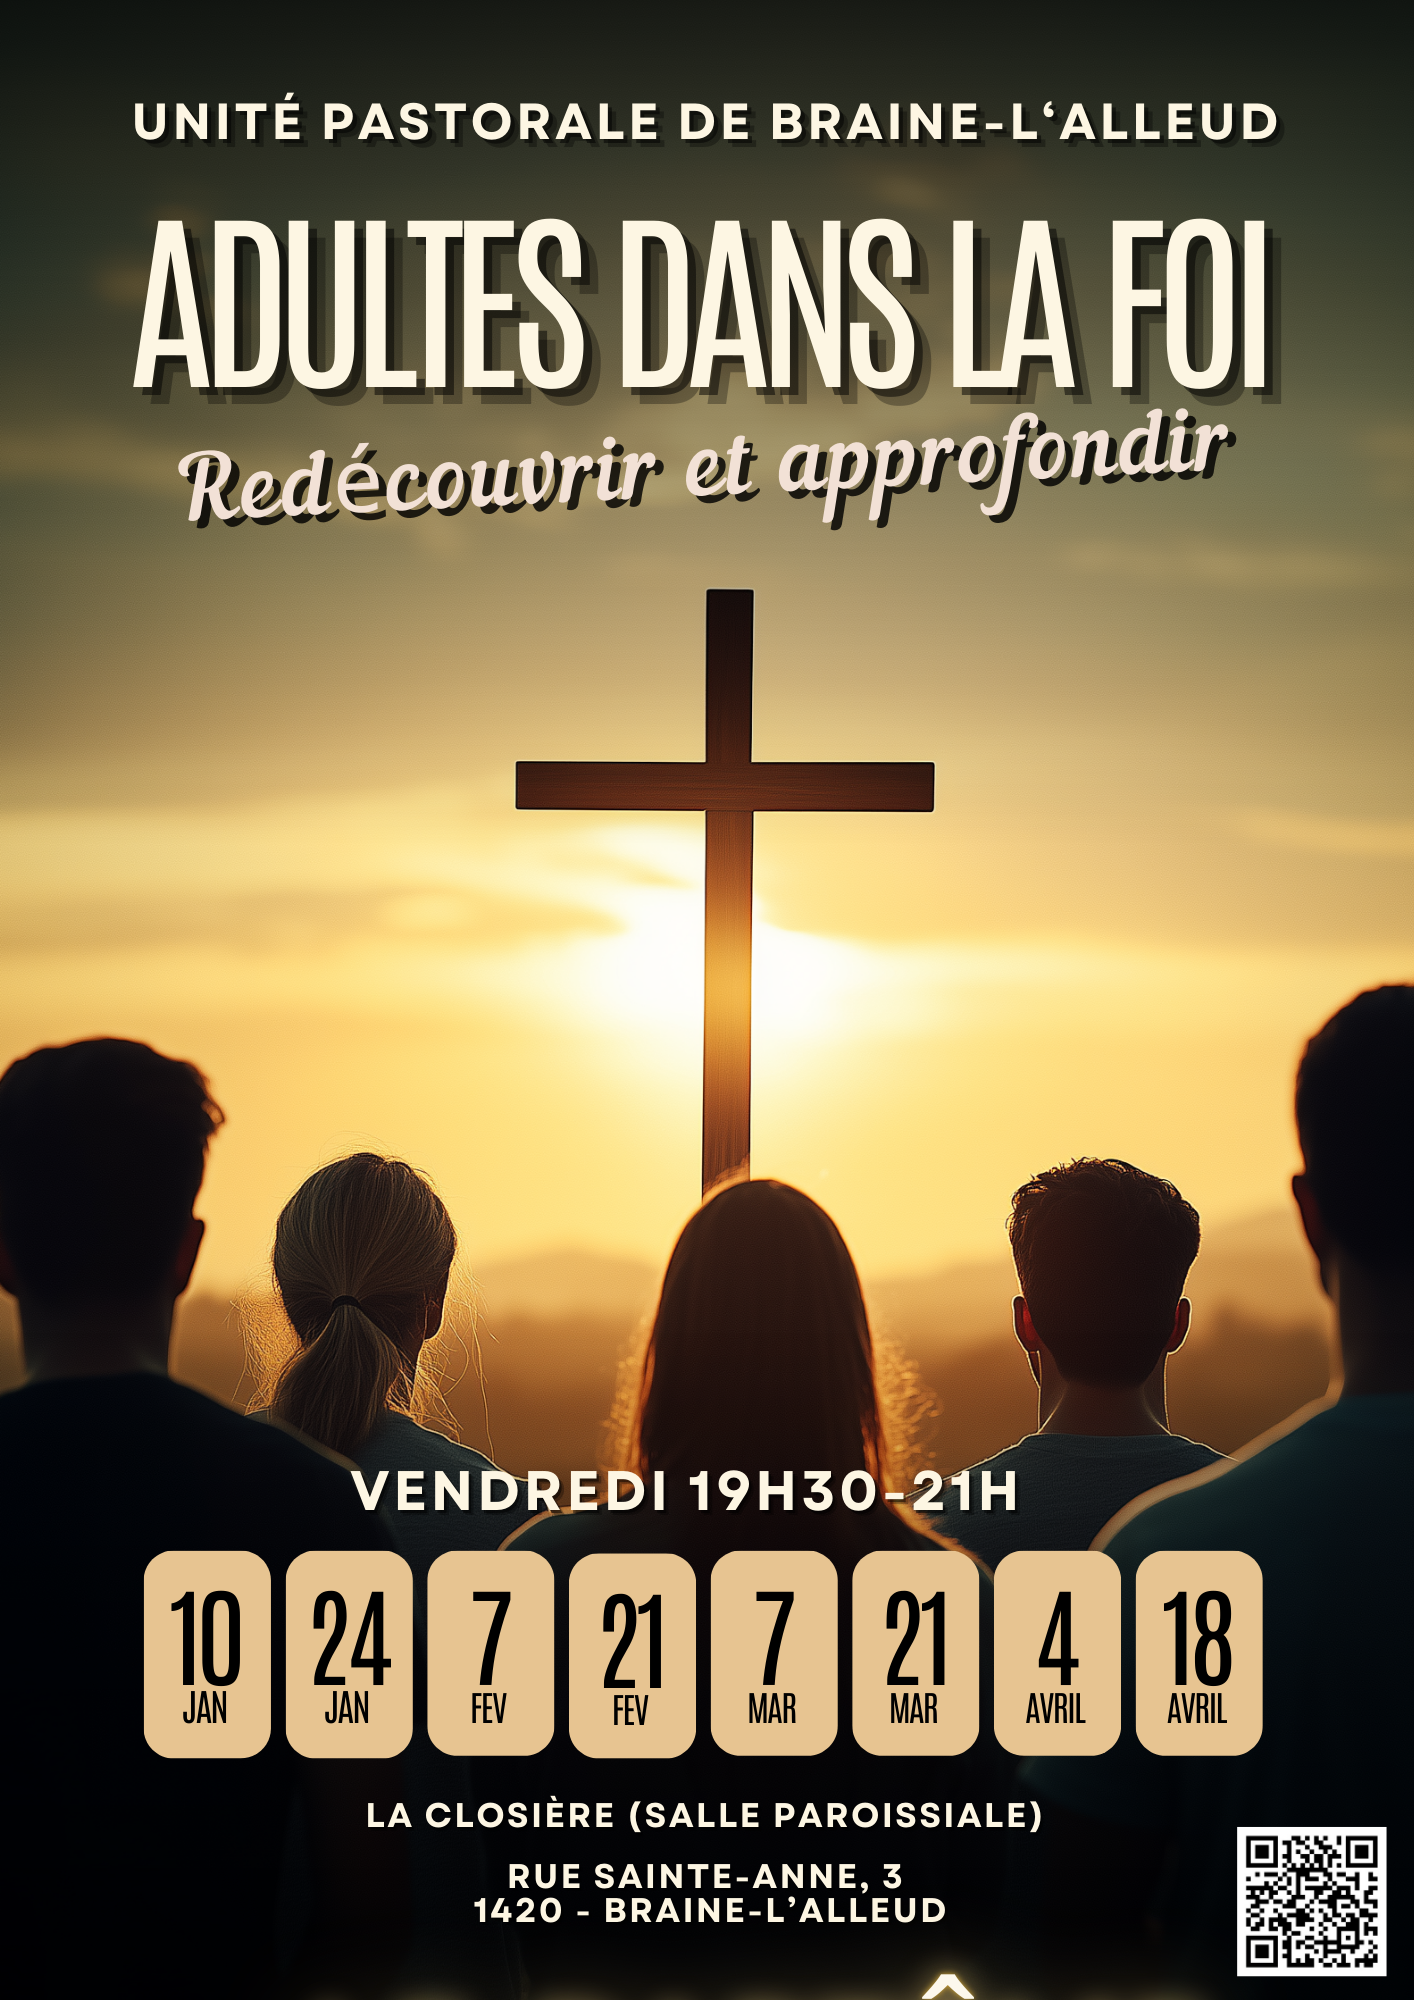 UNITÉ PASTORALE DE BRAINE-L‘ALLEUD
ADULTES DANS LA FOI
Redécouvrir et approfondir
VENDREDI 19H30-21H
10 24 7 21 7 21 4 18
JAN JAN FEV FEV MAR MAR AVRIL AVRIL
LA CLOSIÈRE (SALLE PAROISSIALE)
RUE SAINTE-ANNE, 3
1420 - BRAINE-L’ALLEUD